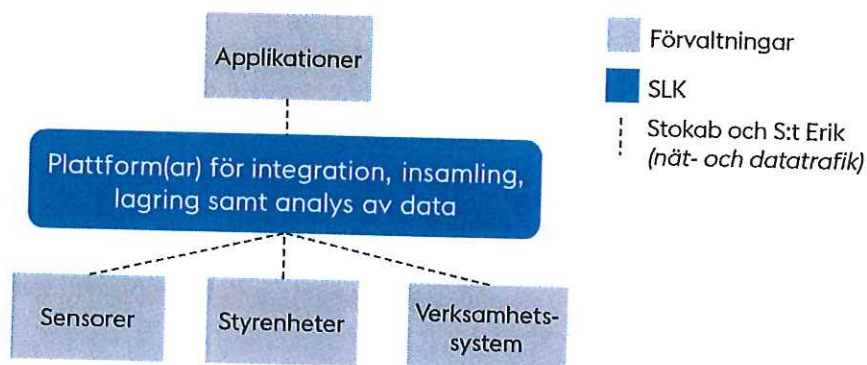 Applikationer
Plattform(ar) för integration, insamling,
lagring samt analys av data
Sensorer
Styrenheter
Verksamhets-
system
Förvaltningar
SLK
Stokab och S:t Erik
(nät- och datatrafik)